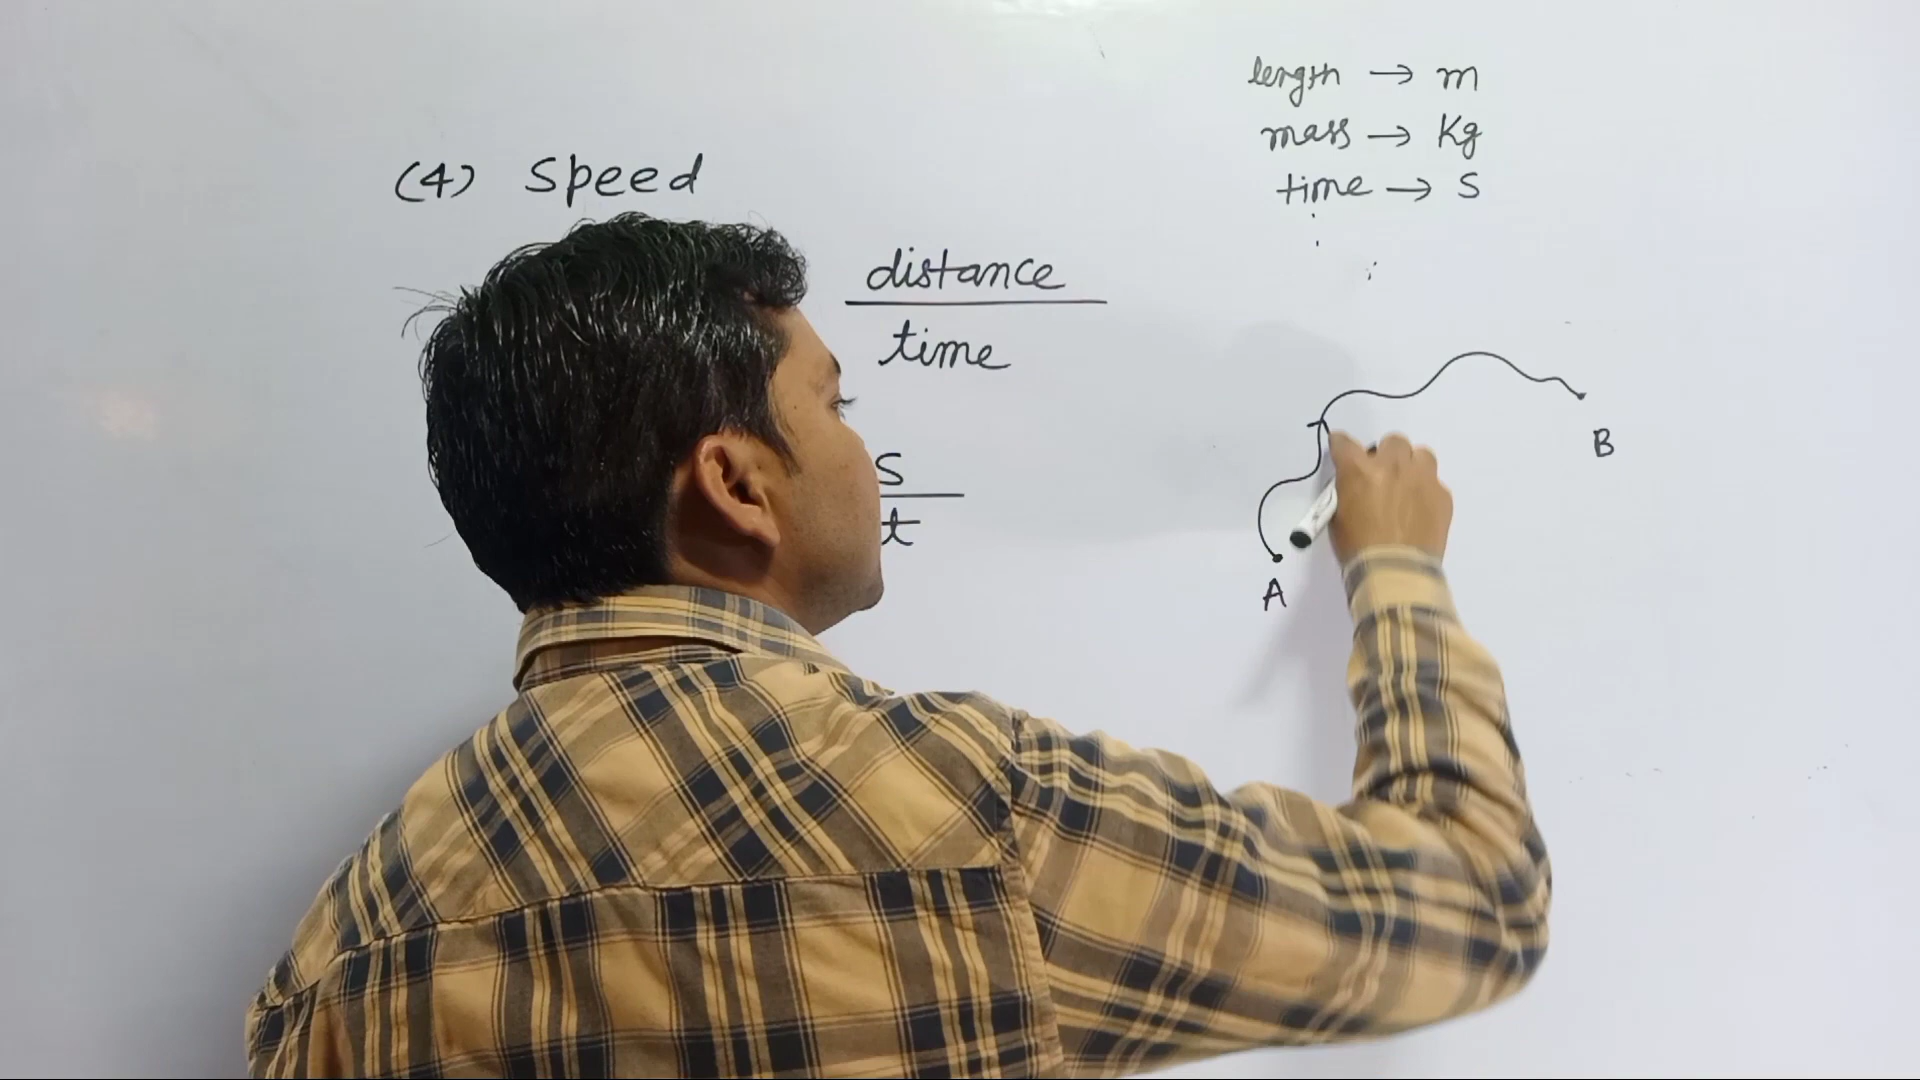 (4) Speed
distance
time
S
t
length → m
mass → Kg
time → S
B
A